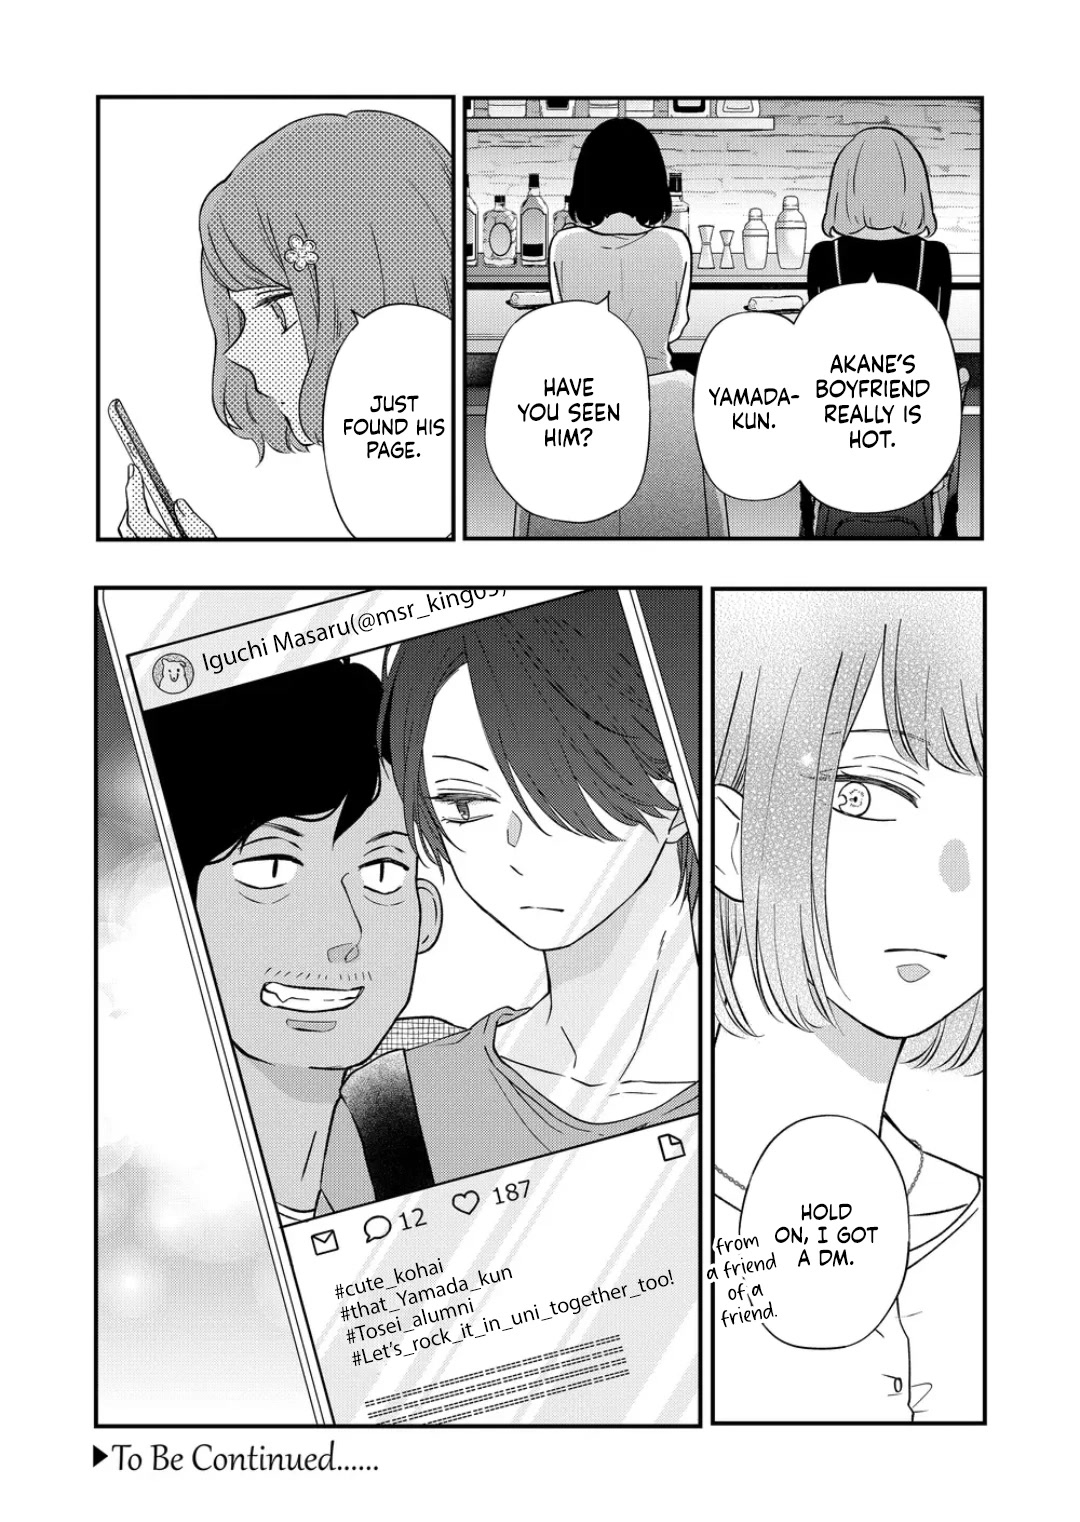 AKANE'S
BOYFRIEND
REALLY IS
HOT.
YAMADA-
KUN.
HAVE
YOU SEEN
HIM?
JUST
FOUND HIS
PAGE.
HOLD
ON, I GOT
A DM.
from
a friend
of a
friend.
Iguchi Masaru(@msr_king05)
12
187
#cute_kohai
#that_Yamada_kun
#Tosei_alumni
#Let's_rock_it_in_uni_together_too!
To Be Continued......